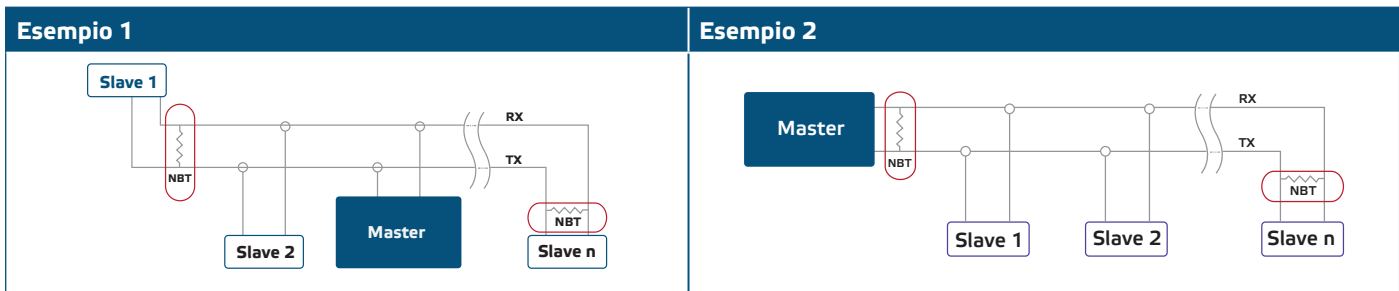 Esempio 1
Slave 1
RX
TX
NBT
NBT
Slave 2
Master
Slave n
Esempio 2
Master
RX
TX
NBT
NBT
Slave 1
Slave 2
Slave n